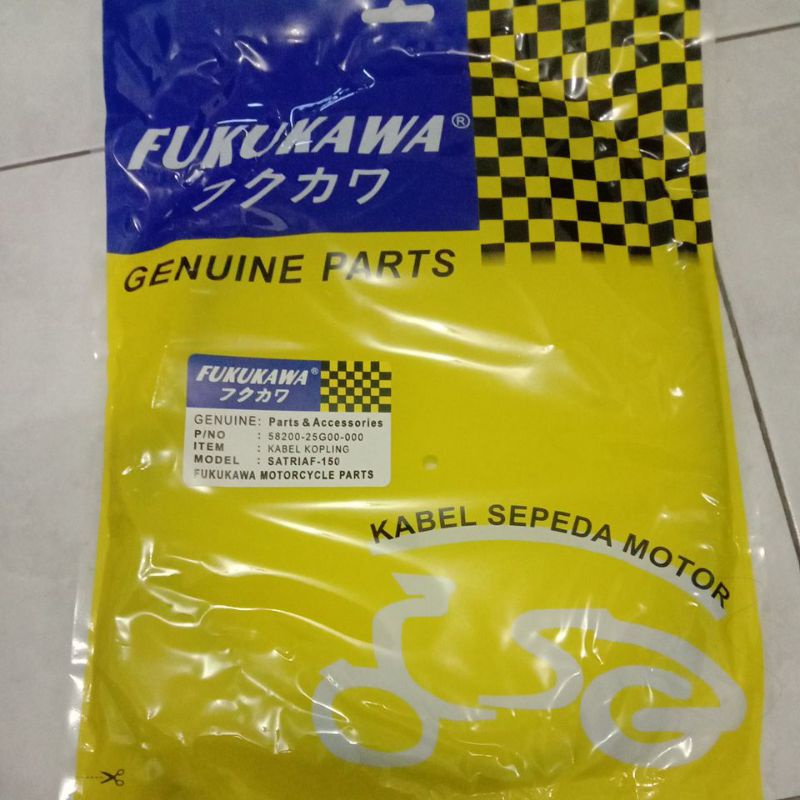 FUKUKAWA®
フクカワ
GENUINE PARTS
FUKUKAWA®
フクカワ
GENUINE: Parts & Accessories
P/NO : 58200-25G00-000
ITEM : KABEL KOPLING
MODEL : SATRIAF-150
FUKUKAWA MOTORCYCLE PARTS
KABEL SEPEDA MOTOR